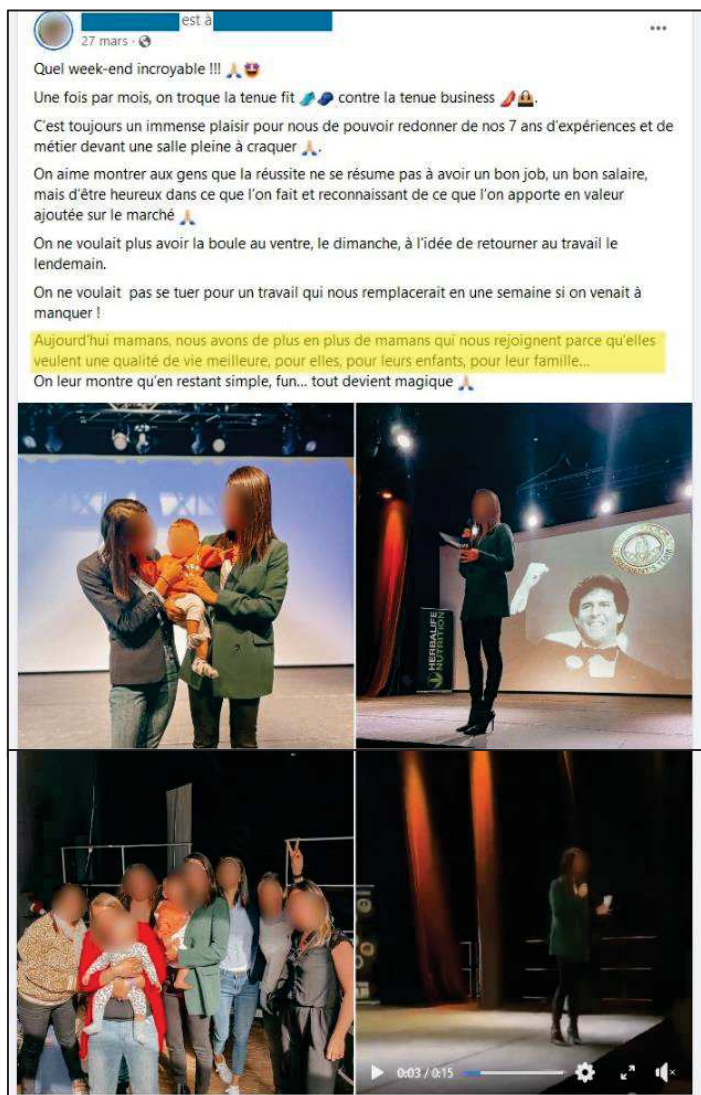 est à
27 mars ·
Quel week-end incroyable !!! 🙏🏻🤩
Une fois par mois, on troque la tenue fit 👟🧢 contre la tenue business 💄👜.
C'est toujours un immense plaisir pour nous de pouvoir redonner de nos 7 ans d'expériences et de
métier devant une salle pleine à craquer 🙏🏻.
On aime montrer aux gens que la réussite ne se résume pas à avoir un bon job, un bon salaire,
mais d'être heureux dans ce que l'on fait et reconnaissant de ce que l'on apporte en valeur
ajoutée sur le marché 🙏🏻
On ne voulait plus avoir la boule au ventre, le dimanche, à l'idée de retourner au travail le
lendemain.
On ne voulait pas se tuer pour un travail qui nous remplacerait en une semaine si on venait à
manquer !
Aujourd'hui mamans, nous avons de plus en plus de mamans qui nous rejoignent parce qu'elles
veulent une qualité de vie meilleure, pour elles, pour leurs enfants, pour leur famille...
On leur montre qu'en restant simple, fun... tout devient magique 🙏🏻
HERBALIFE
NUTRITION
0:03 / 0:15